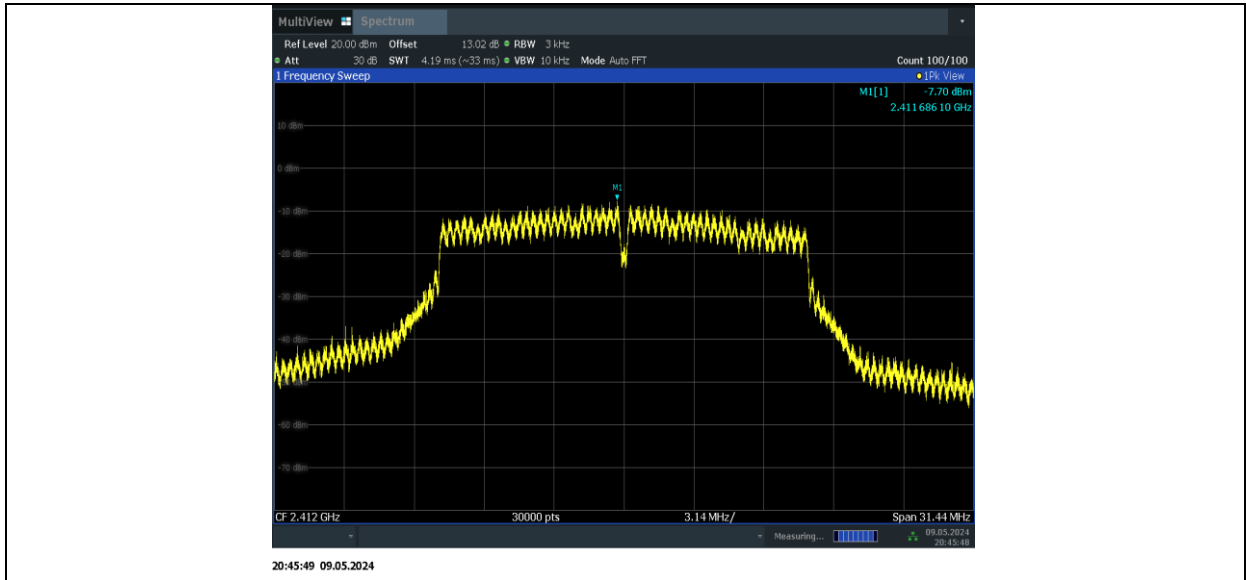 MultiView Spectrum
Ref Level 20.00 dBm Offset 13.02 dB RBW 3 kHz
Att 30 dB SWT 4.19 ms (~33 ms) VBW 10 kHz Mode Auto FFT Count 100/100
1 Frequency Sweep 1Pk View
M1[1] -7.70 dBm
2.411 686 10 GHz
10 dBm
0 dBm
M1
-10 dBm
-20 dBm
-30 dBm
-40 dBm
-60 dBm
-70 dBm
CF 2.412 GHz 30000 pts 3.14 MHz/ Span 31.44 MHz
Measuring... 09.05.2024
20:45:48
20:45:49 09.05.2024